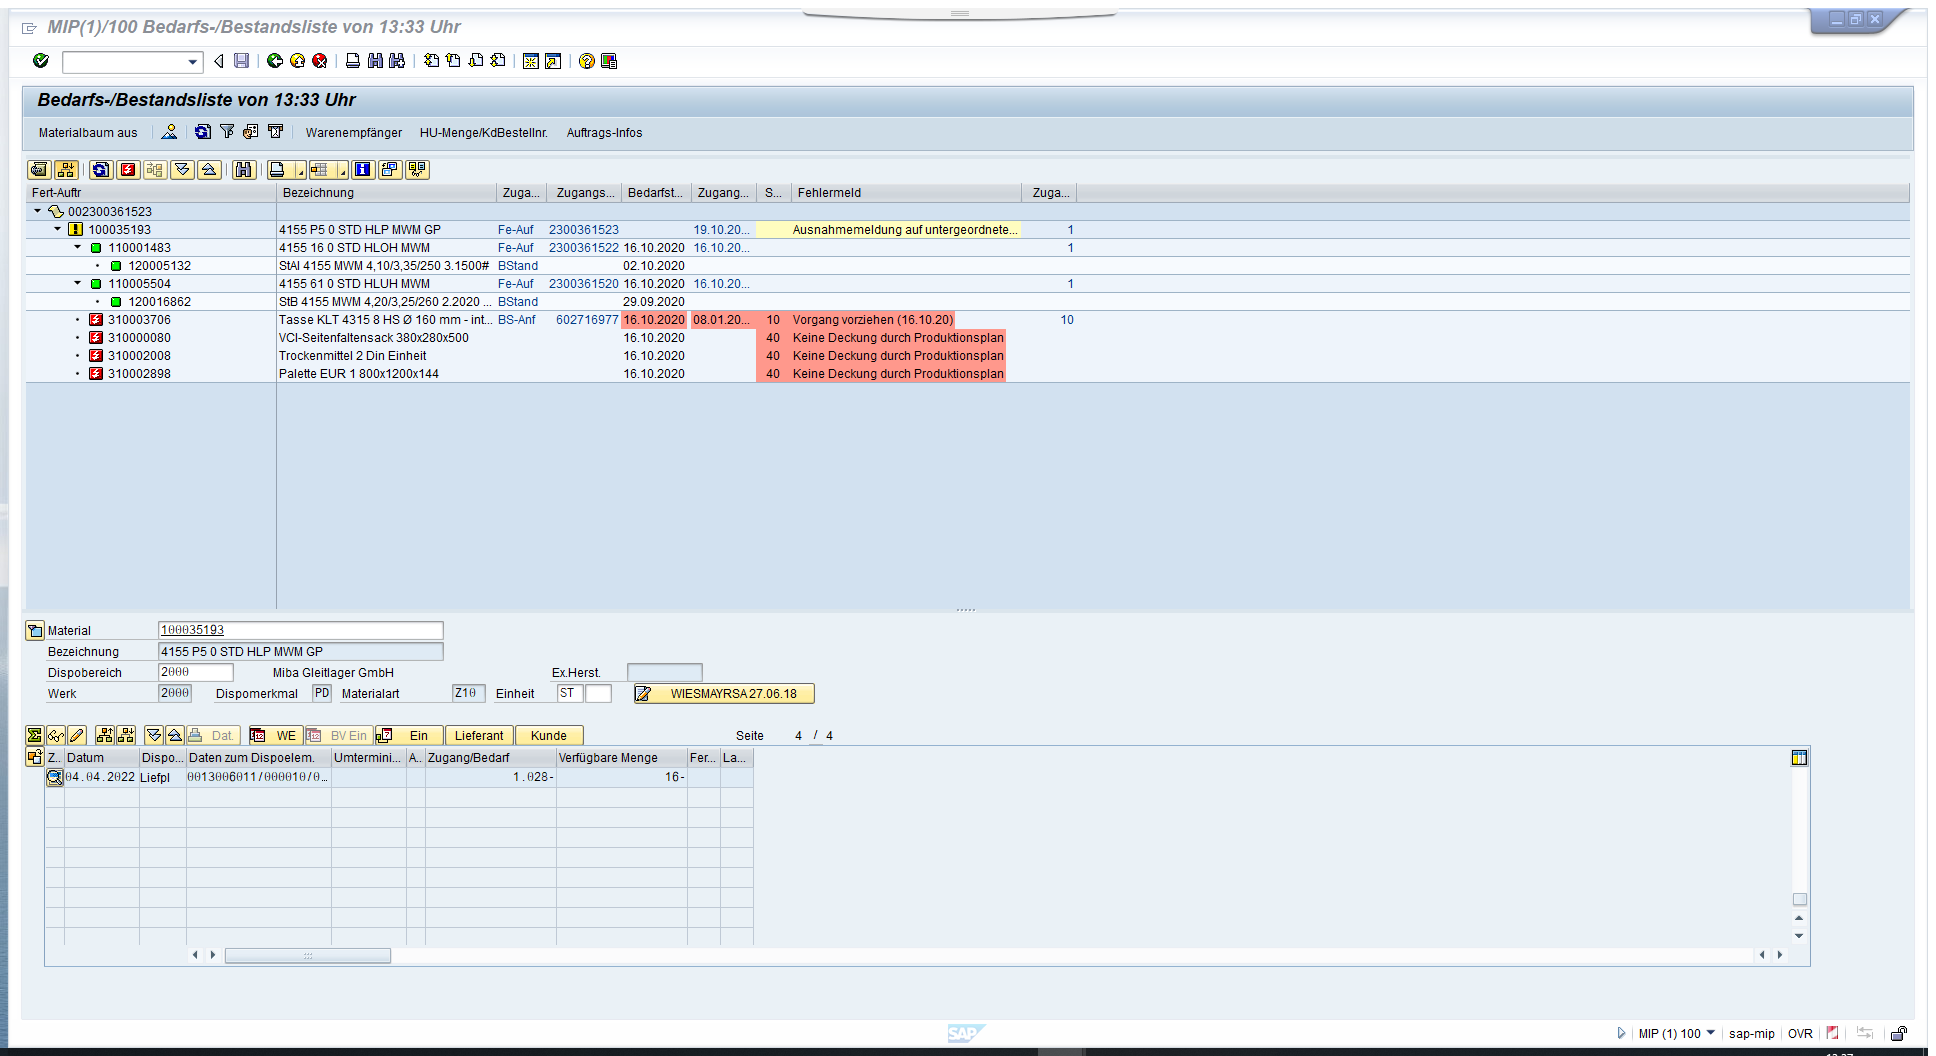 MIP(1)/100 Bedarfs-/Bestandsliste von 13:33 Uhr
Bedarfs-/Bestandsliste von 13:33 Uhr
Materialbaum aus Warenempfänger HU-Menge/KdBestellnr. Auftrags-Infos
Fert-Auftr Bezeichnung Zuga... Zugangs... Bedarfst... Zugang... S... Fehlermeld Zuga...
002300361523
100035193 4155 P5 0 STD HLP MWM GP Fe-Auf 2300361523 19.10.20... Ausnahmemeldung auf untergeordnete... 1
110001483 4155 16 0 STD HLOH MWM Fe-Auf 2300361522 16.10.2020 16.10.20... 1
120005132 StAl 4155 MWM 4,10/3,35/250 3.1500# BStand 02.10.2020
110005504 4155 61 0 STD HLUH MWM Fe-Auf 2300361520 16.10.2020 16.10.20... 1
120016862 StB 4155 MWM 4,20/3,25/260 2.2020 ... BStand 29.09.2020
310003706 Tasse KLT 4315 8 HS Ø 160 mm - int... BS-Anf 602716977 16.10.2020 08.01.20... 10 Vorgang vorziehen (16.10.20) 10
310000080 VCI-Seitenfaltensack 380x280x500 16.10.2020 40 Keine Deckung durch Produktionsplan
310002008 Trockenmittel 2 Din Einheit 16.10.2020 40 Keine Deckung durch Produktionsplan
310002898 Palette EUR 1 800x1200x144 16.10.2020 40 Keine Deckung durch Produktionsplan
Material 100035193
Bezeichnung 4155 P5 0 STD HLP MWM GP
Dispobereich 2000 Miba Gleitlager GmbH Ex.Herst.
Werk 2000 Dispomerkmal PD Materialart Z10 Einheit ST WIESMAYRSA 27.06.18
Dat. WE BV Ein Ein Lieferant Kunde Seite 4 / 4
Z.. Datum Dispo... Daten zum Dispoelem. Umtermini... A.. Zugang/Bedarf Verfügbare Menge Fer... La...
04.04.2022 Liefpl 0013006011/000010/0... 1.028- 16-
SAP
MIP (1) 100 sap-mip OVR